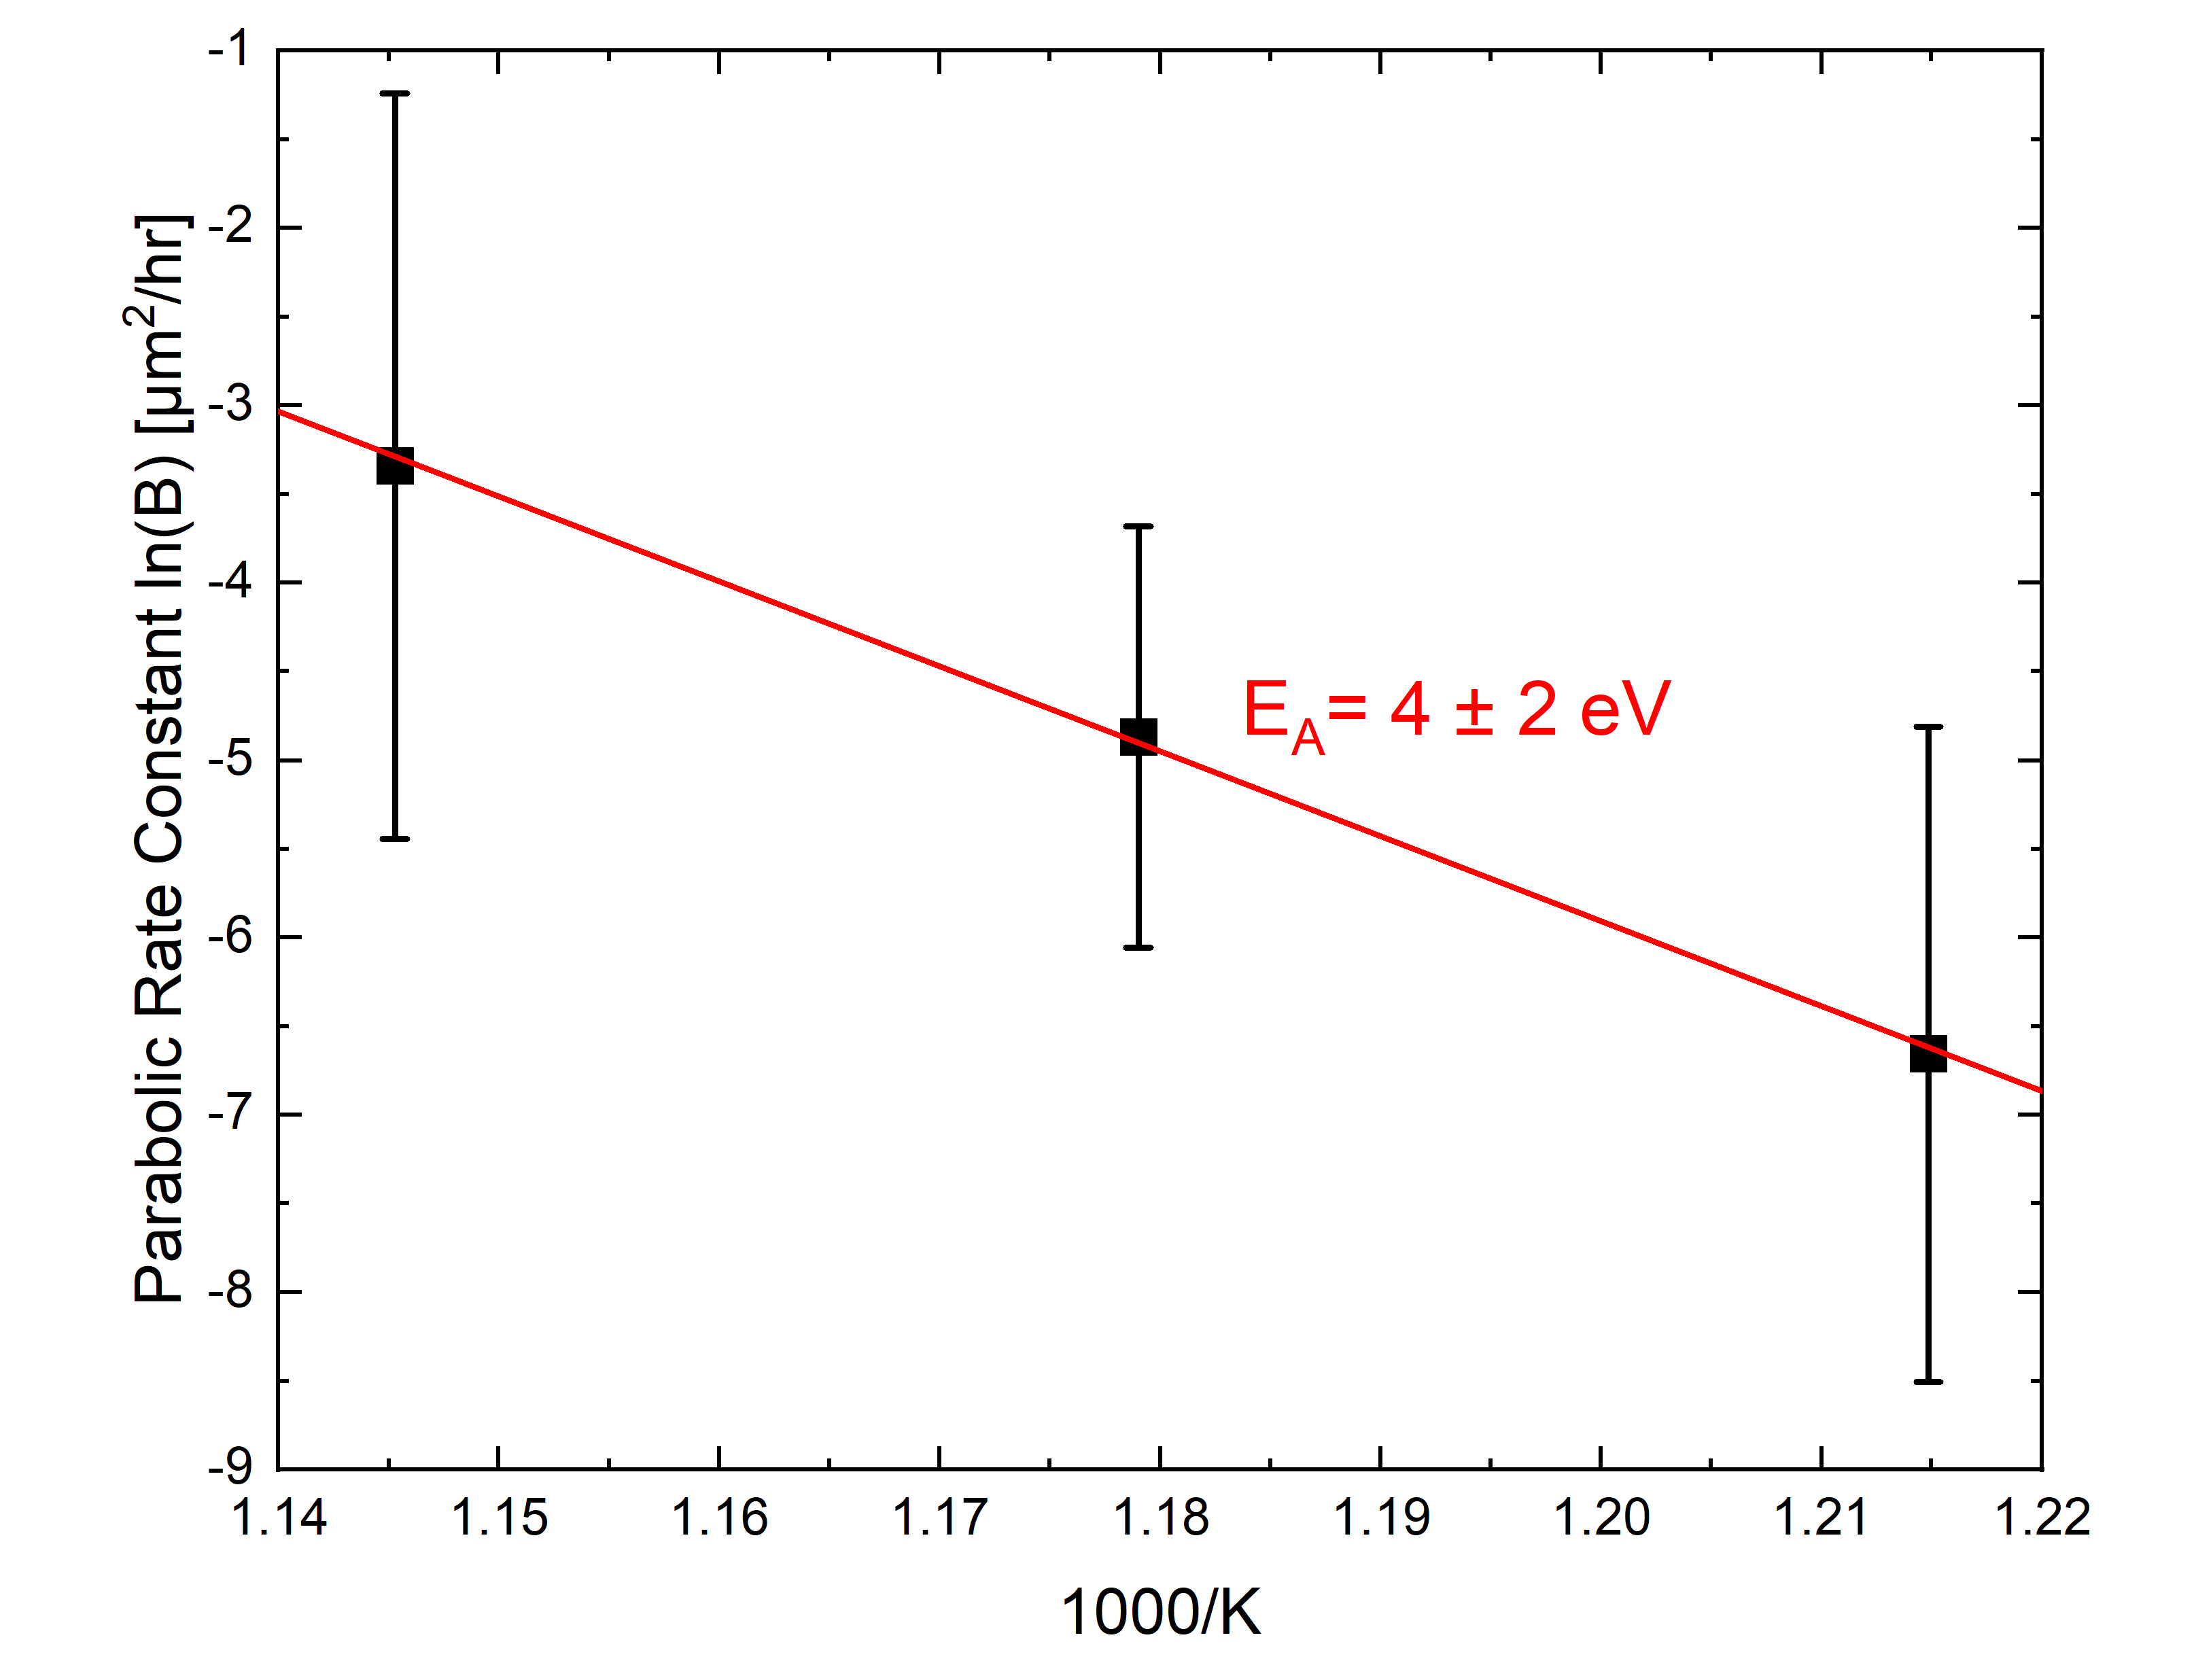 Parabolic Rate Constant ln(B) [µm²/hr]
-1
-2
-3
-4
-5
-6
-7
-8
-9
E_A= 4 ± 2 eV
1.14 1.15 1.16 1.17 1.18 1.19 1.20 1.21 1.22
1000/K